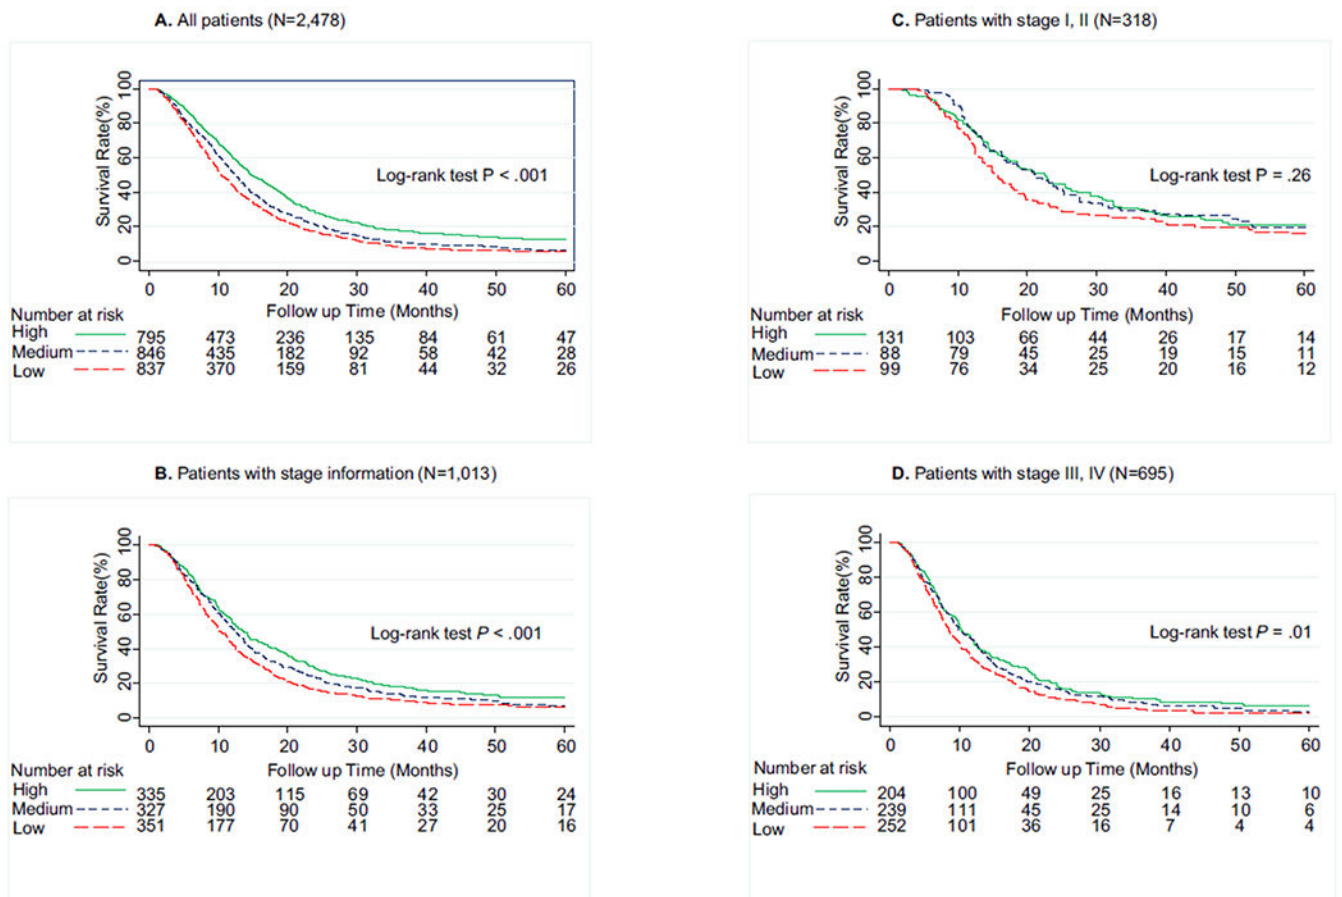 A. All patients (N=2,478)
Survival Rate(%)
100
80
60
40
20
0
Log-rank test P < .001
0 10 20 30 40 50 60
Follow up Time (Months)
Number at risk
High 795 473 236 135 84 61 47
Medium 846 435 182 92 58 42 28
Low 837 370 159 81 44 32 26
C. Patients with stage I, II (N=318)
Survival Rate(%)
100
80
60
40
20
0
Log-rank test P = .26
0 10 20 30 40 50 60
Follow up Time (Months)
Number at risk
High 131 103 66 44 26 17 14
Medium 88 79 45 25 19 15 11
Low 99 76 34 25 20 16 12
B. Patients with stage information (N=1,013)
Survival Rate(%)
100
80
60
40
20
0
Log-rank test P < .001
0 10 20 30 40 50 60
Follow up Time (Months)
Number at risk
High 335 203 115 69 42 30 24
Medium 327 190 90 50 33 25 17
Low 351 177 70 41 27 20 16
D. Patients with stage III, IV (N=695)
Survival Rate(%)
100
80
60
40
20
0
Log-rank test P = .01
0 10 20 30 40 50 60
Follow up Time (Months)
Number at risk
High 204 100 49 25 16 13 10
Medium 239 111 45 25 14 10 6
Low 252 101 36 16 7 4 4